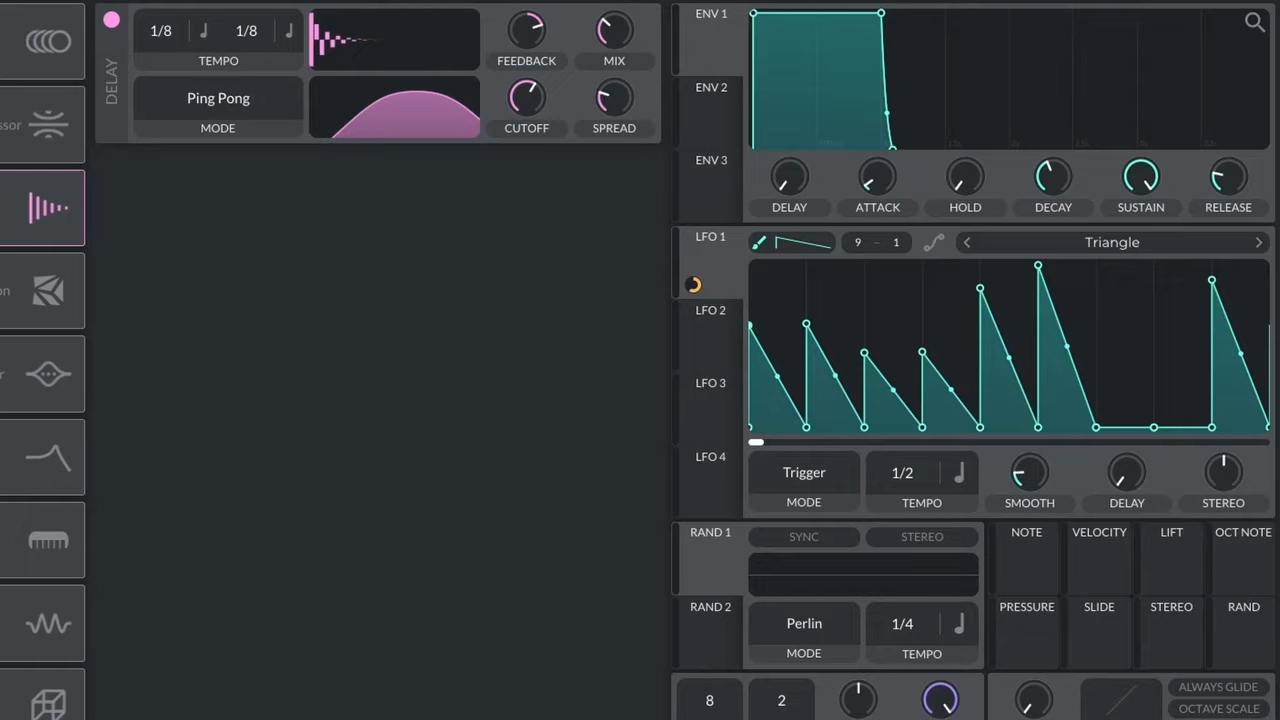 ssor
on
r
DELAY
1/8 1/8
TEMPO
Ping Pong
MODE
FEEDBACK
MIX
CUTOFF
SPREAD
ENV 1
ENV 2
ENV 3
DELAY
ATTACK
HOLD
DECAY
SUSTAIN
RELEASE
LFO 1
LFO 2
LFO 3
LFO 4
9 - 1
Triangle
Trigger
MODE
1/2
TEMPO
SMOOTH
DELAY
STEREO
RAND 1
RAND 2
SYNC
STEREO
Perlin
MODE
1/4
TEMPO
NOTE
VELOCITY
LIFT
OCT NOTE
PRESSURE
SLIDE
STEREO
RAND
8
2
ALWAYS GLIDE
OCTAVE SCALE